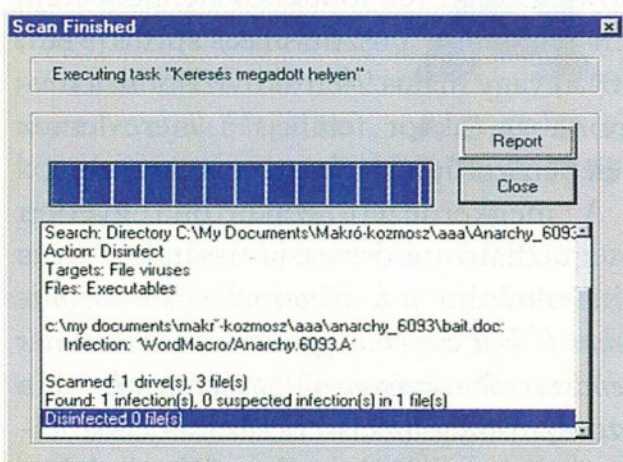 Scan Finished
Executing task "Keresés megadott helyen"
Report
Close
Search: Directory C:\My Documents\Makró-kozmosz\aaa\Anarchy_6093
Action: Disinfect
Targets: File viruses
Files: Executables
c:\my documents\makr˘-kozmosz\aaa\anarchy_6093\bait.doc:
Infection: 'WordMacro/Anarchy.6093.A'
Scanned: 1 drive(s), 3 file(s)
Found: 1 infection(s), 0 suspected infection(s) in 1 file(s)
Disinfected 0 file(s)